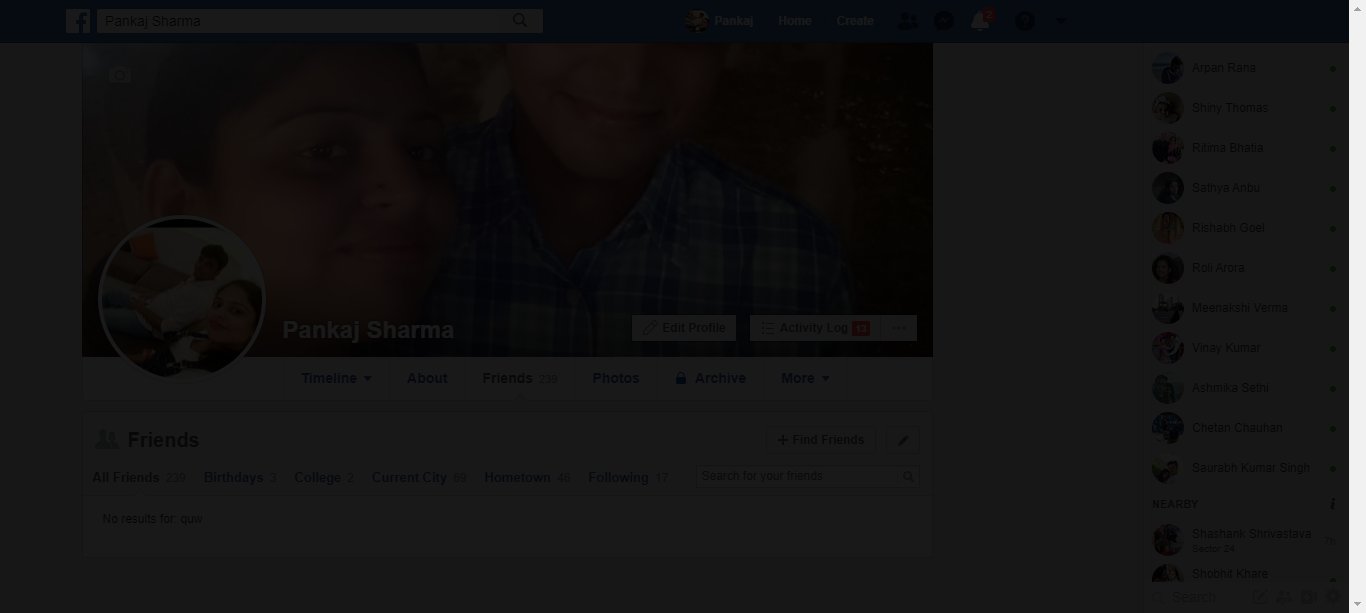 Pankaj Sharma
Pankaj
Home
Create
2
Pankaj Sharma
Edit Profile
Activity Log 13
Timeline
About
Friends 239
Photos
Archive
More
Friends
+ Find Friends
All Friends 239
Birthdays 3
College 2
Current City 69
Hometown 46
Following 17
Search for your friends
No results for: quw
Arpan Rana
Shiny Thomas
Ritima Bhatia
Sathya Anbu
Rishabh Goel
Roli Arora
Meenakshi Verma
Vinay Kumar
Ashmika Sethi
Chetan Chauhan
Saurabh Kumar Singh
NEARBY
Shashank Shrivastava
Sector 24
Shobhit Khare
Search